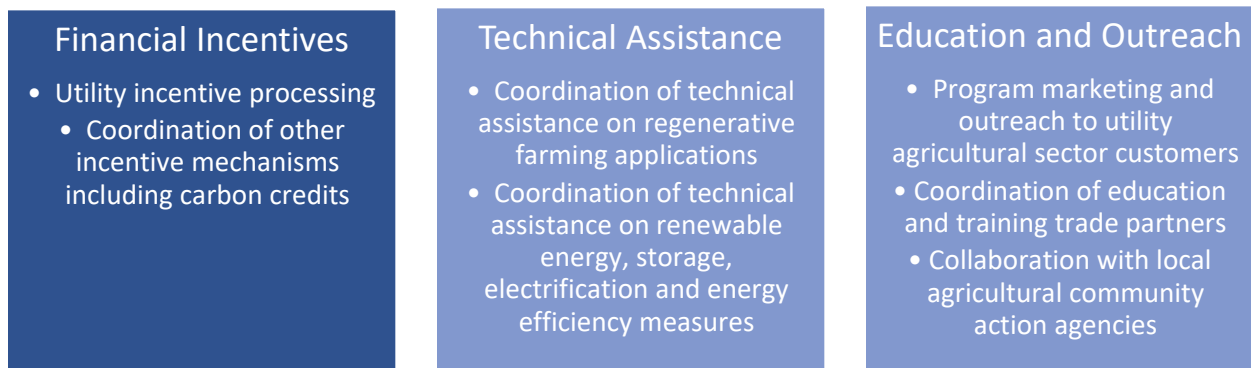 Financial Incentives
• Utility incentive processing
• Coordination of other
incentive mechanisms
including carbon credits
Technical Assistance
• Coordination of technical
assistance on regenerative
farming applications
• Coordination of technical
assistance on renewable
energy, storage,
electrification and energy
efficiency measures
Education and Outreach
• Program marketing and
outreach to utility
agricultural sector customers
• Coordination of education
and training trade partners
• Collaboration with local
agricultural community
action agencies